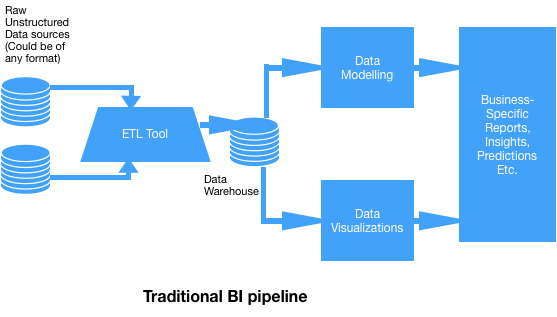 Raw
Unstructured
Data sources
(Could be of
any format)
ETL Tool
Data
Warehouse
Data
Modelling
Data
Visualizations
Business-
Specific
Reports,
Insights,
Predictions
Etc.
Traditional BI pipeline